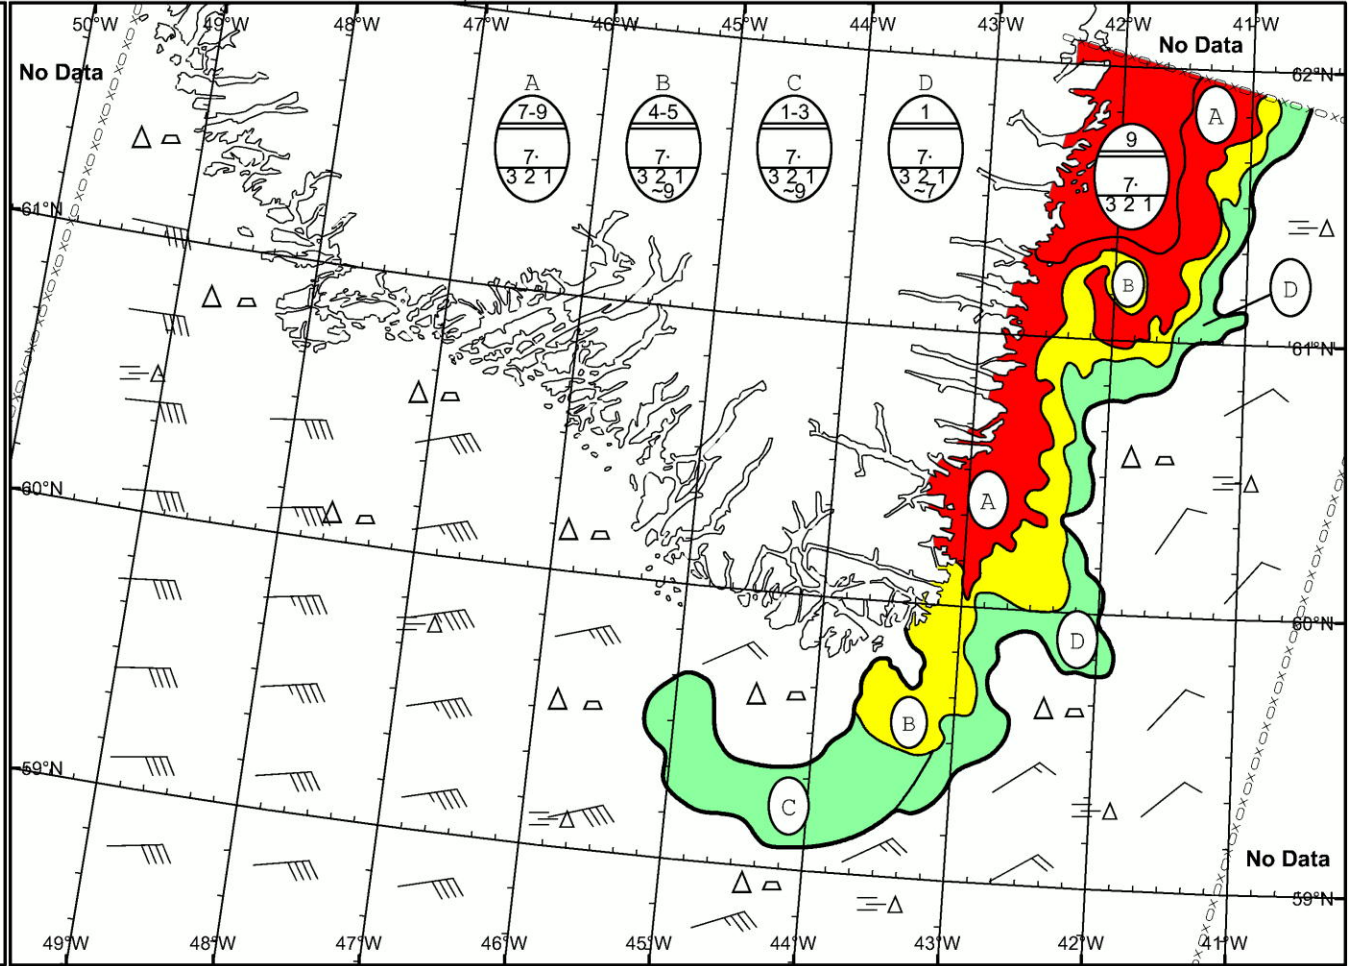 50°W 49°W 48°W 47°W 46°W 45°W 44°W 43°W 42°W 41°W
No Data
No Data
62°N
A B C D
7-9 4-5 1-3 1
7· 7· 7· 7·
3 2 1 3 2 1 3 2 1 3 2 1
~9 ~9 ~7
A
9
7·
3 2 1
61°N
B
D
61°N
60°N
A
60°N
D
B
59°N
C
No Data
59°N
49°W 48°W 47°W 46°W 45°W 44°W 43°W 42°W 41°W